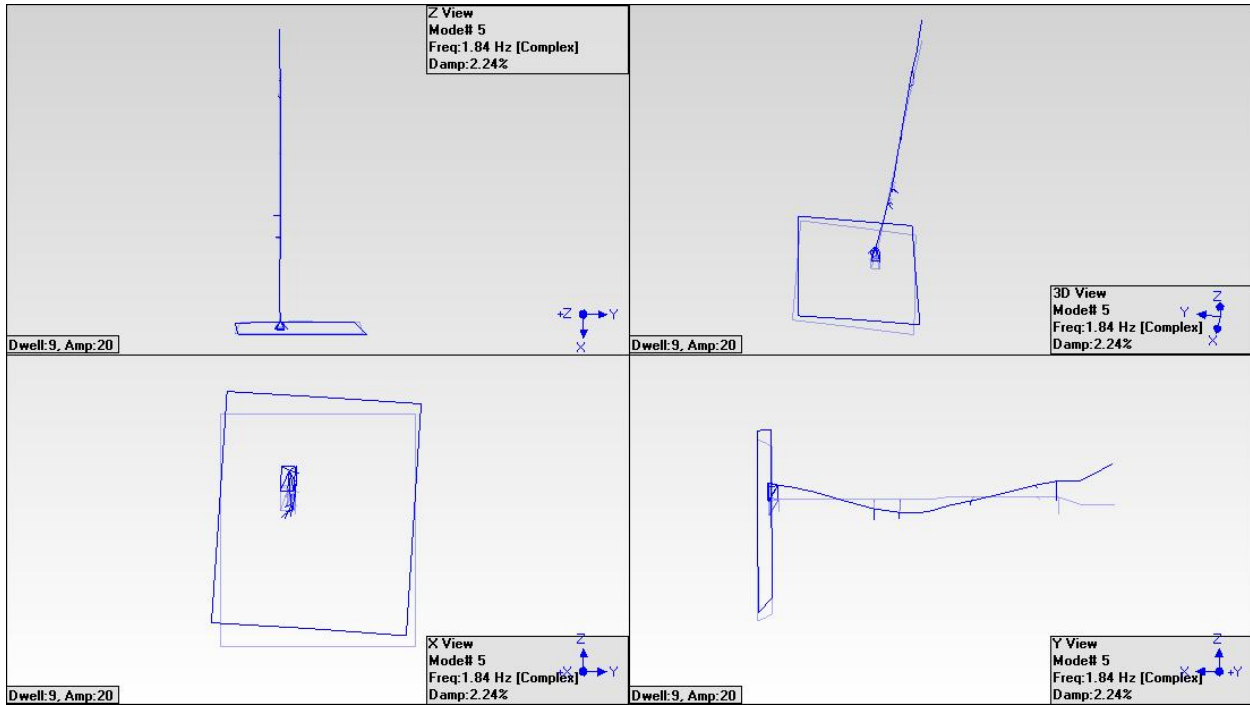 Z View
Mode# 5
Freq:1.84 Hz [Complex]
Damp:2.24%
+Z Y
X
Dwell:9, Amp:20
3D View
Mode# 5
Freq:1.84 Hz [Complex]
Damp:2.24%
Z
Y
X
Dwell:9, Amp:20
X View
Mode# 5
Freq:1.84 Hz [Complex]
Damp:2.24%
Z
+X Y
Dwell:9, Amp:20
Y View
Mode# 5
Freq:1.84 Hz [Complex]
Damp:2.24%
Z
X +Y
Dwell:9, Amp:20